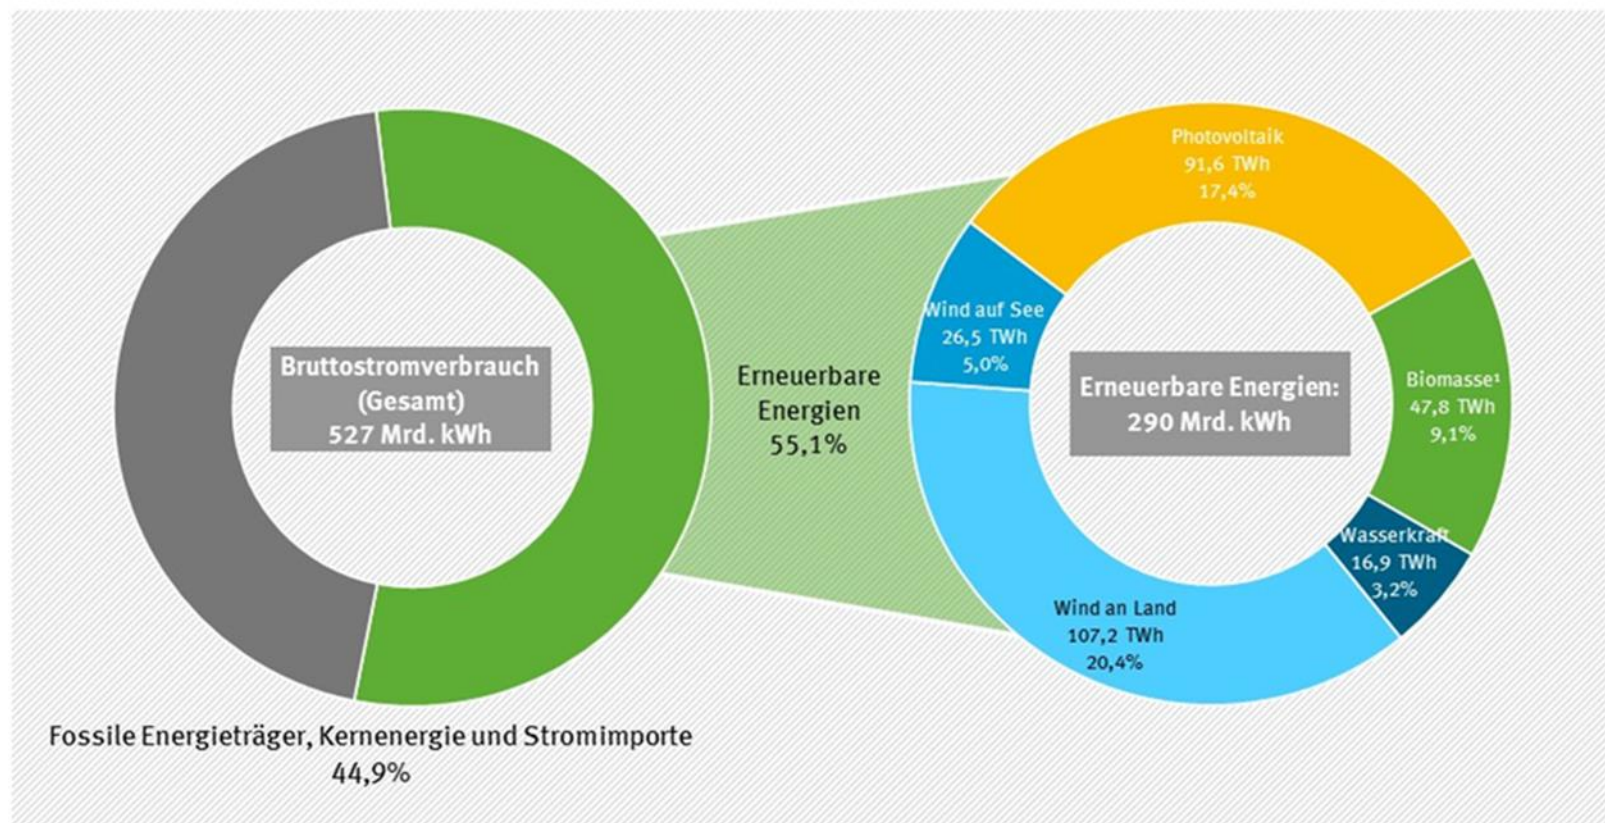 Bruttostromverbrauch
(Gesamt)
527 Mrd. kWh
Fossile Energieträger, Kernenergie und Stromimporte
44,9%
Erneuerbare
Energien
55,1%
Erneuerbare Energien:
290 Mrd. kWh
Photovoltaik
91,6 TWh
17,4%
Wind auf See
26,5 TWh
5,0%
Biomasse¹
47,8 TWh
9,1%
Wasserkraft
16,9 TWh
3,2%
Wind an Land
107,2 TWh
20,4%